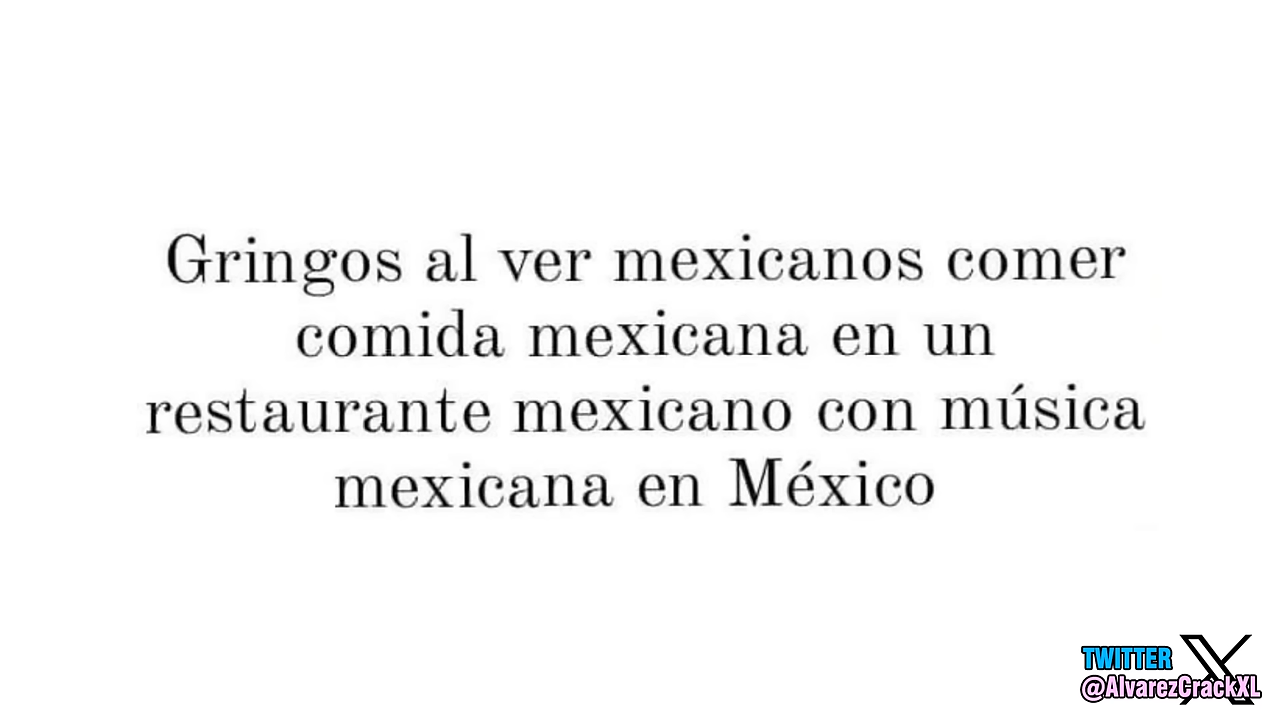 Gringos al ver mexicanos comer
comida mexicana en un
restaurante mexicano con música
mexicana en México
TWITTER
@AlvarezCrackXL